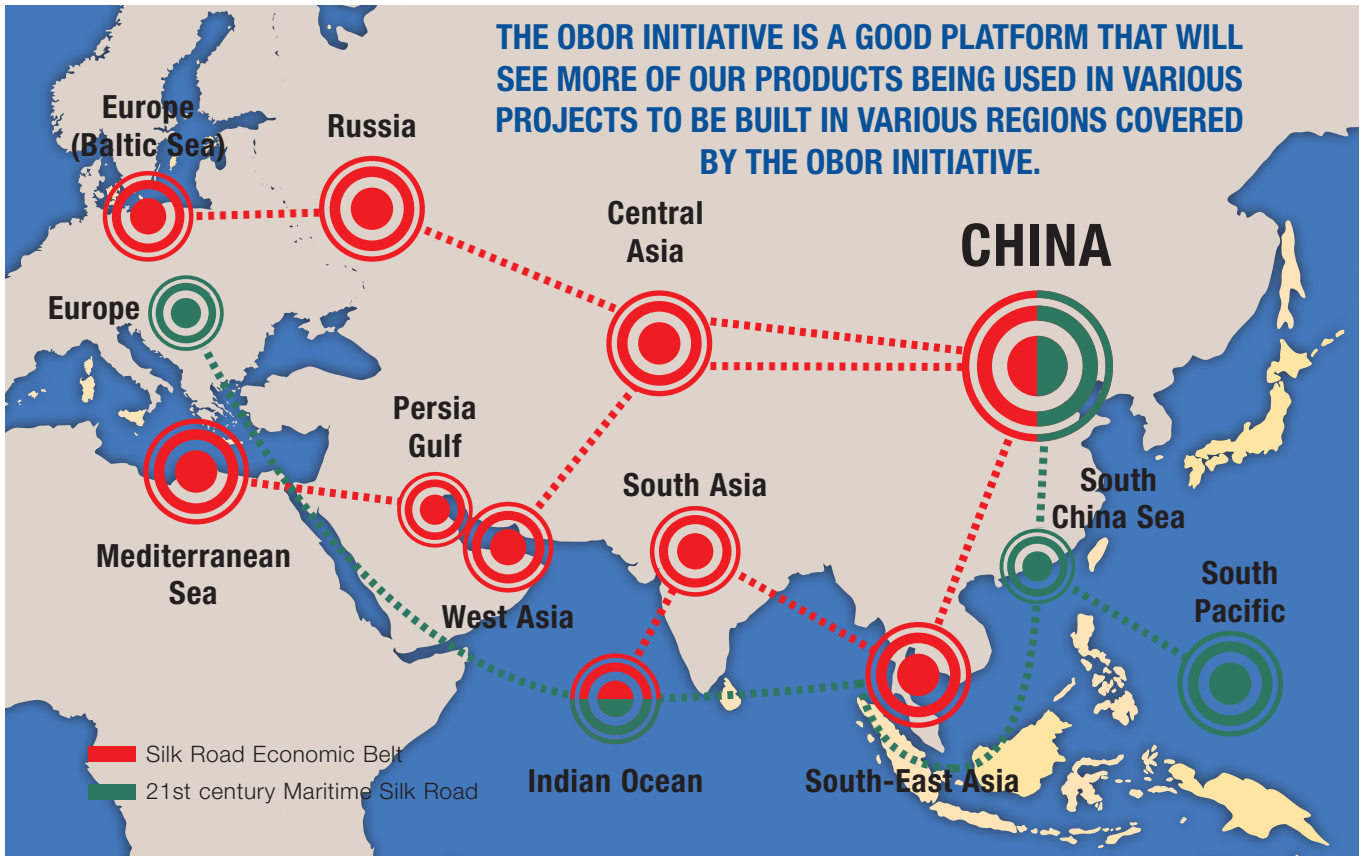 THE OBOR INITIATIVE IS A GOOD PLATFORM THAT WILL
SEE MORE OF OUR PRODUCTS BEING USED IN VARIOUS
PROJECTS TO BE BUILT IN VARIOUS REGIONS COVERED
BY THE OBOR INITIATIVE.
Europe
(Baltic Sea)
Russia
Central
Asia
CHINA
Europe
Persia
Gulf
South Asia
South
China Sea
Mediterranean
Sea
West Asia
South
Pacific
Silk Road Economic Belt
21st century Maritime Silk Road
Indian Ocean
South-East Asia